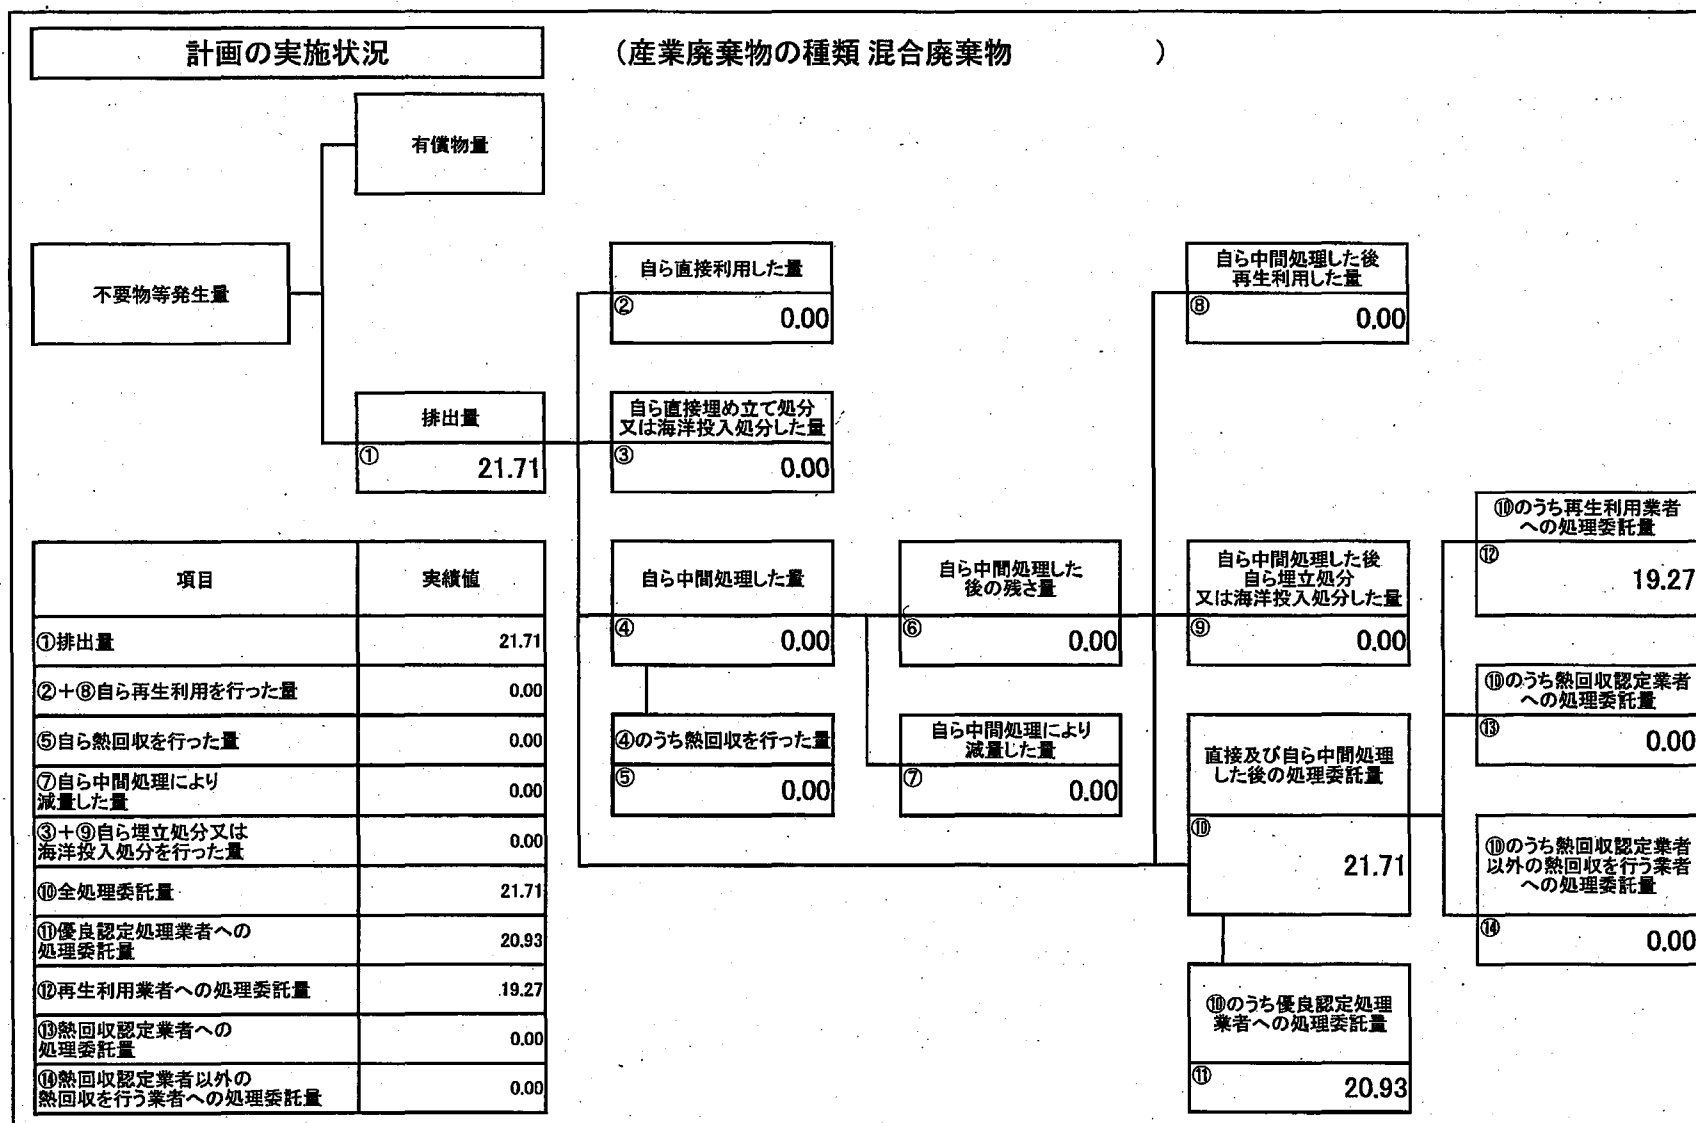 計画の実施状況
(産業廃棄物の種類 混合廃棄物 )
有償物量
不要物等発生量
排出量
①
21.71
自ら直接利用した量
②
0.00
自ら直接埋め立て処分
又は海洋投入処分した量
③
0.00
自ら中間処理した量
④
0.00
④のうち熱回収を行った量
⑤
0.00
自ら中間処理した
後の残さ量
⑥
0.00
自ら中間処理により
減量した量
⑦
0.00
自ら中間処理した後
再生利用した量
⑧
0.00
自ら中間処理した後
自ら埋立処分
又は海洋投入処分した量
⑨
0.00
直接及び自ら中間処理
した後の処理委託量
⑩
21.71
⑩のうち優良認定処理
業者への処理委託量
⑪
20.93
⑩のうち再生利用業者
への処理委託量
⑫
19.27
⑩のうち熱回収認定業者
への処理委託量
⑬
0.00
⑩のうち熱回収認定業者
以外の熱回収を行う業者
への処理委託量
⑭
0.00
項目 実績値
①排出量 21.71
②+⑧自ら再生利用を行った量 0.00
⑤自ら熱回収を行った量 0.00
⑦自ら中間処理により
減量した量 0.00
③+⑨自ら埋立処分又は
海洋投入処分を行った量 0.00
⑩全処理委託量 21.71
⑪優良認定処理業者への
処理委託量 20.93
⑫再生利用業者への処理委託量 19.27
⑬熱回収認定業者への
処理委託量 0.00
⑭熱回収認定業者以外の
熱回収を行う業者への処理委託量 0.00